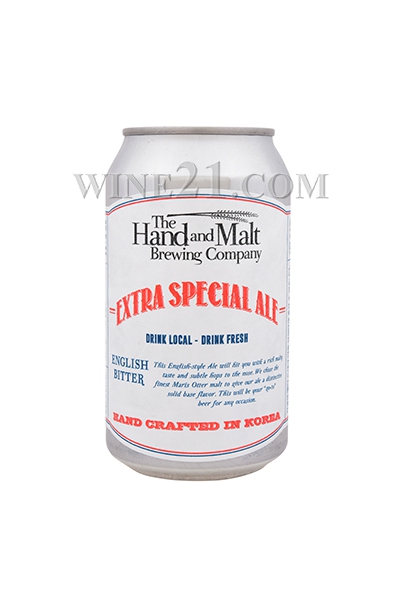 WINE21.COM
The
Hand and Malt
Brewing Company
EXTRA SPECIAL ALE
DRINK LOCAL - DRINK FRESH
ENGLISH
BITTER
This English-style Ale will hit you with a rich malty
taste and subtle hops to the nose. We chose the
finest Maris Otter malt to give our ale a distinctive
solid base flavor. This will be your "go-to"
beer for any occasion.
HAND CRAFTED IN KOREA